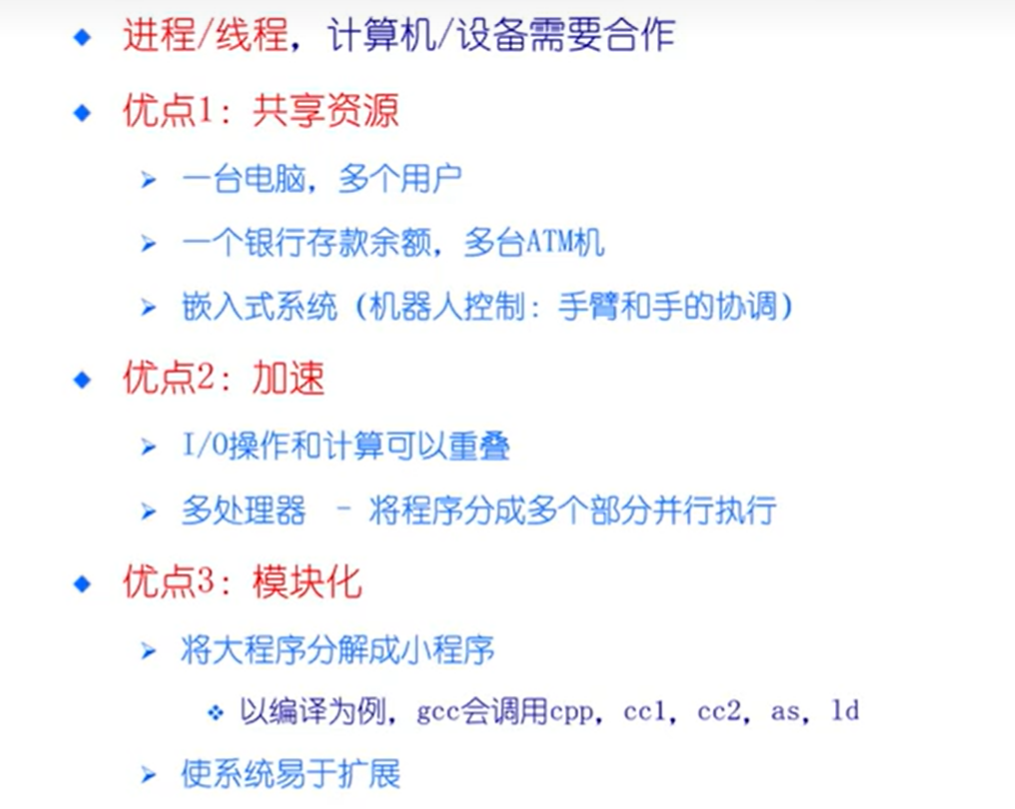 进程/线程，计算机/设备需要合作
优点1：共享资源
一台电脑，多个用户
一个银行存款余额，多台ATM机
嵌入式系统（机器人控制：手臂和手的协调）
优点2：加速
I/O操作和计算可以重叠
多处理器 - 将程序分成多个部分并行执行
优点3：模块化
将大程序分解成小程序
以编译为例，gcc会调用cpp，cc1，cc2，as，ld
使系统易于扩展